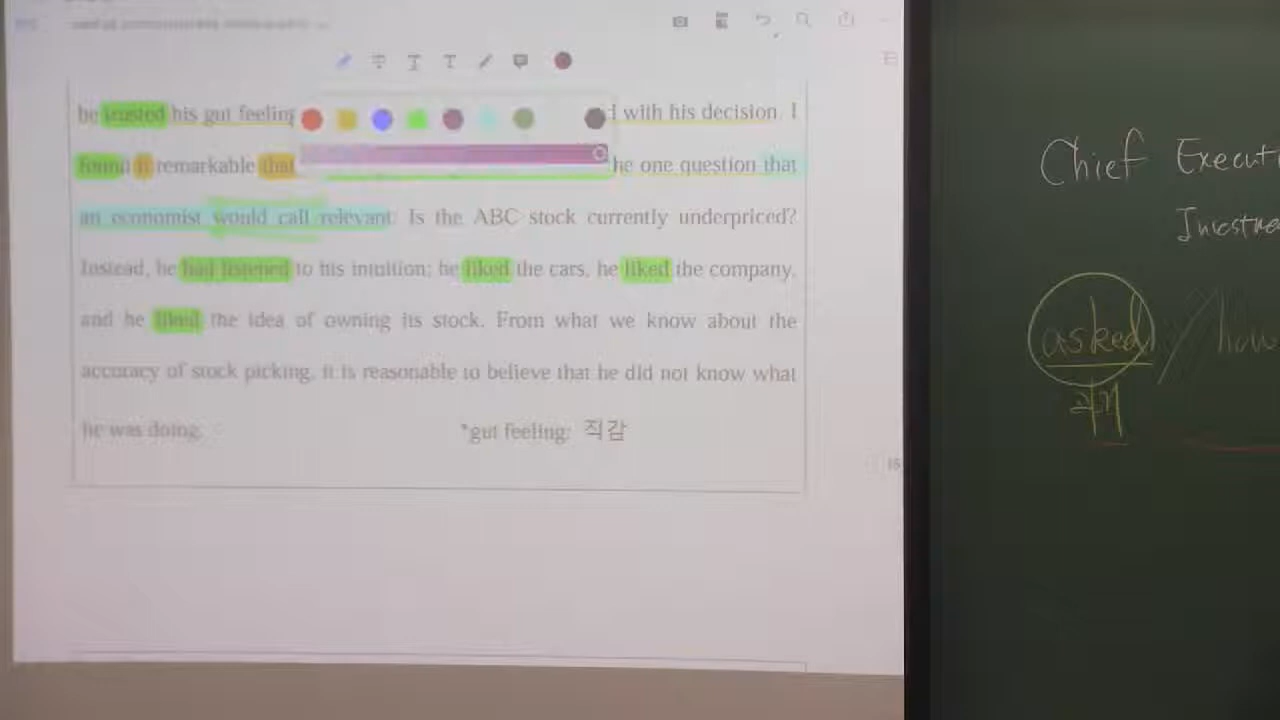 he trusted his gut feeling with his decision. I
found it remarkable that he one question that
an economist would call relevant: Is the ABC stock currently underpriced?
Instead, he had listened to his intuition; he liked the cars, he liked the company,
and he liked the idea of owning its stock. From what we know about the
accuracy of stock picking, it is reasonable to believe that he did not know what
he was doing.
*gut feeling: 직감
Chief Executi
Investme
asked / how
과거